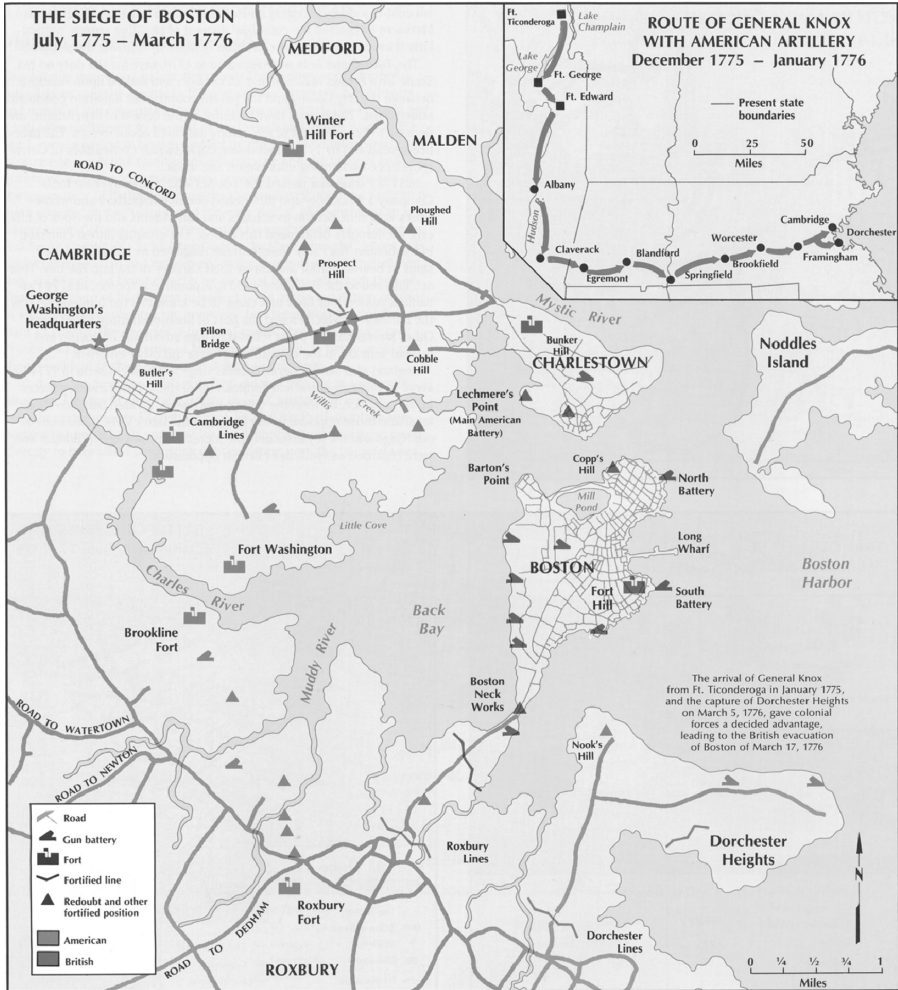 THE SIEGE OF BOSTON
July 1775 – March 1776
MEDFORD
Winter
Hill Fort
MALDEN
ROAD TO CONCORD
Ploughed
Hill
CAMBRIDGE
Prospect
Hill
George
Washington's
headquarters
Pillon
Bridge
Butler's
Hill
Cobble
Hill
Willis
Creek
Cambridge
Lines
Mystic River
Bunker
Hill
CHARLESTOWN
Lechmere's
Point
(Main American
Battery)
Noddles
Island
Barton's
Point
Copp's
Hill
North
Battery
Mill
Pond
Little Cove
Long
Wharf
Fort Washington
BOSTON
Fort
Hill
South
Battery
Boston
Harbor
Charles River
Back
Bay
Brookline
Fort
Muddy River
Boston
Neck
Works
The arrival of General Knox
from Ft. Ticonderoga in January 1775,
and the capture of Dorchester Heights
on March 5, 1776, gave colonial
forces a decided advantage,
leading to the British evacuation
of Boston of March 17, 1776
ROAD TO WATERTOWN
ROAD TO NEWTON
Nook's
Hill
Roxbury
Lines
Dorchester
Heights
Roxbury
Fort
ROAD TO DEDHAM
ROXBURY
Dorchester
Lines
N
0 ¼ ½ ¾ 1
Miles
Road
Gun battery
Fort
Fortified line
Redoubt and other
fortified position
American
British
ROUTE OF GENERAL KNOX
WITH AMERICAN ARTILLERY
December 1775 – January 1776
Ft.
Ticonderoga
Lake
Champlain
Lake
George
Ft. George
Ft. Edward
Present state
boundaries
0 30 60
Miles
Albany
Hudson R.
Claverack
Egremont
Blandford
Springfield
Brookfield
Worcester
Framingham
Cambridge
Dorchester